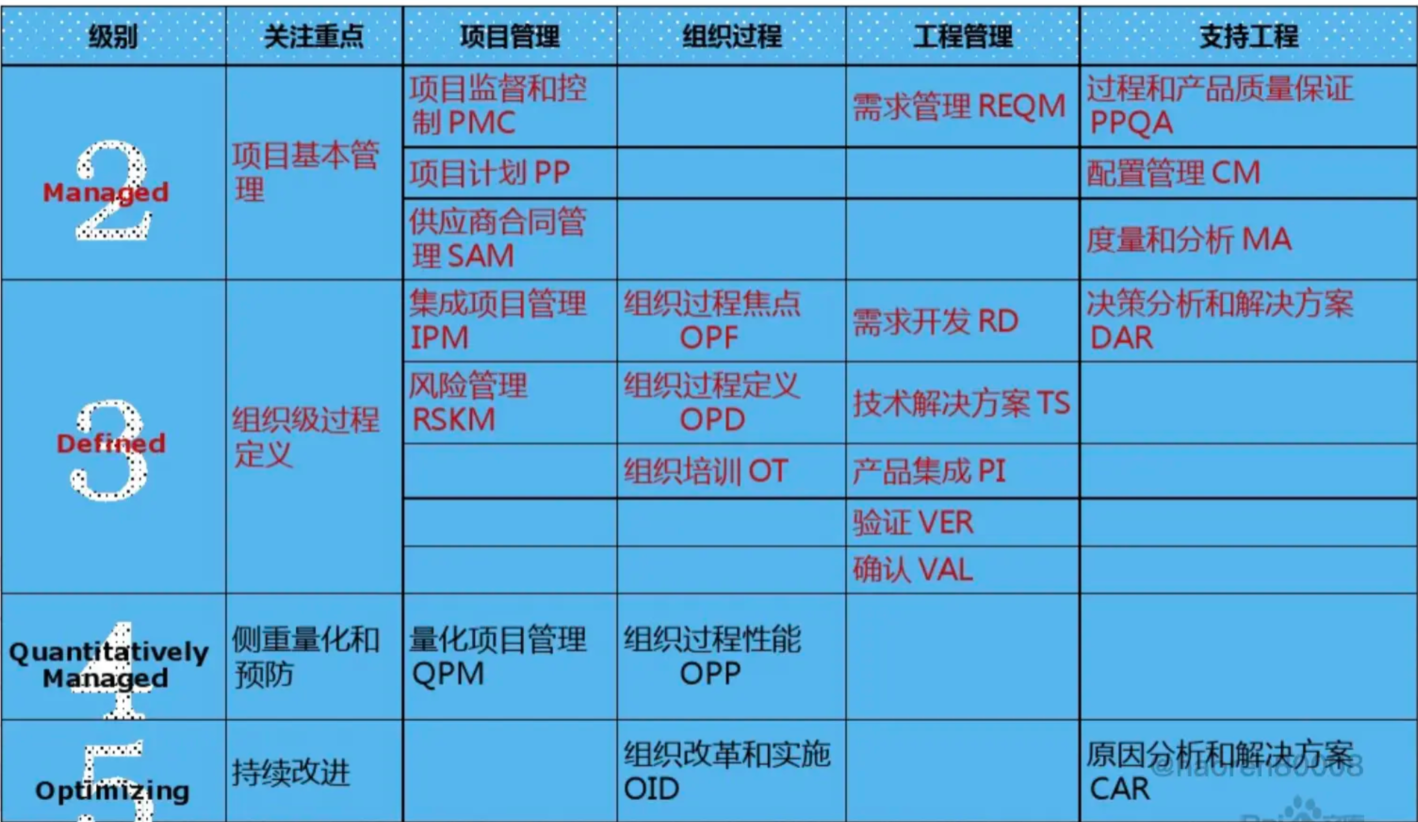 级别 关注重点 项目管理 组织过程 工程管理 支持工程
2
Managed
项目基本管
理
项目监督和控
制 PMC
需求管理 REQM
过程和产品质量保证
PPQA
项目计划 PP
配置管理 CM
供应商合同管
理 SAM
度量和分析 MA
3
Defined
组织级过程
定义
集成项目管理
IPM
组织过程焦点
OPF
需求开发 RD
决策分析和解决方案
DAR
风险管理
RSKM
组织过程定义
OPD
技术解决方案 TS
组织培训 OT
产品集成 PI
验证 VER
确认 VAL
4
Quantitatively
Managed
侧重量化和
预防
量化项目管理
QPM
组织过程性能
OPP
5
Optimizing
持续改进
组织改革和实施
OID
原因分析和解决方案
CAR